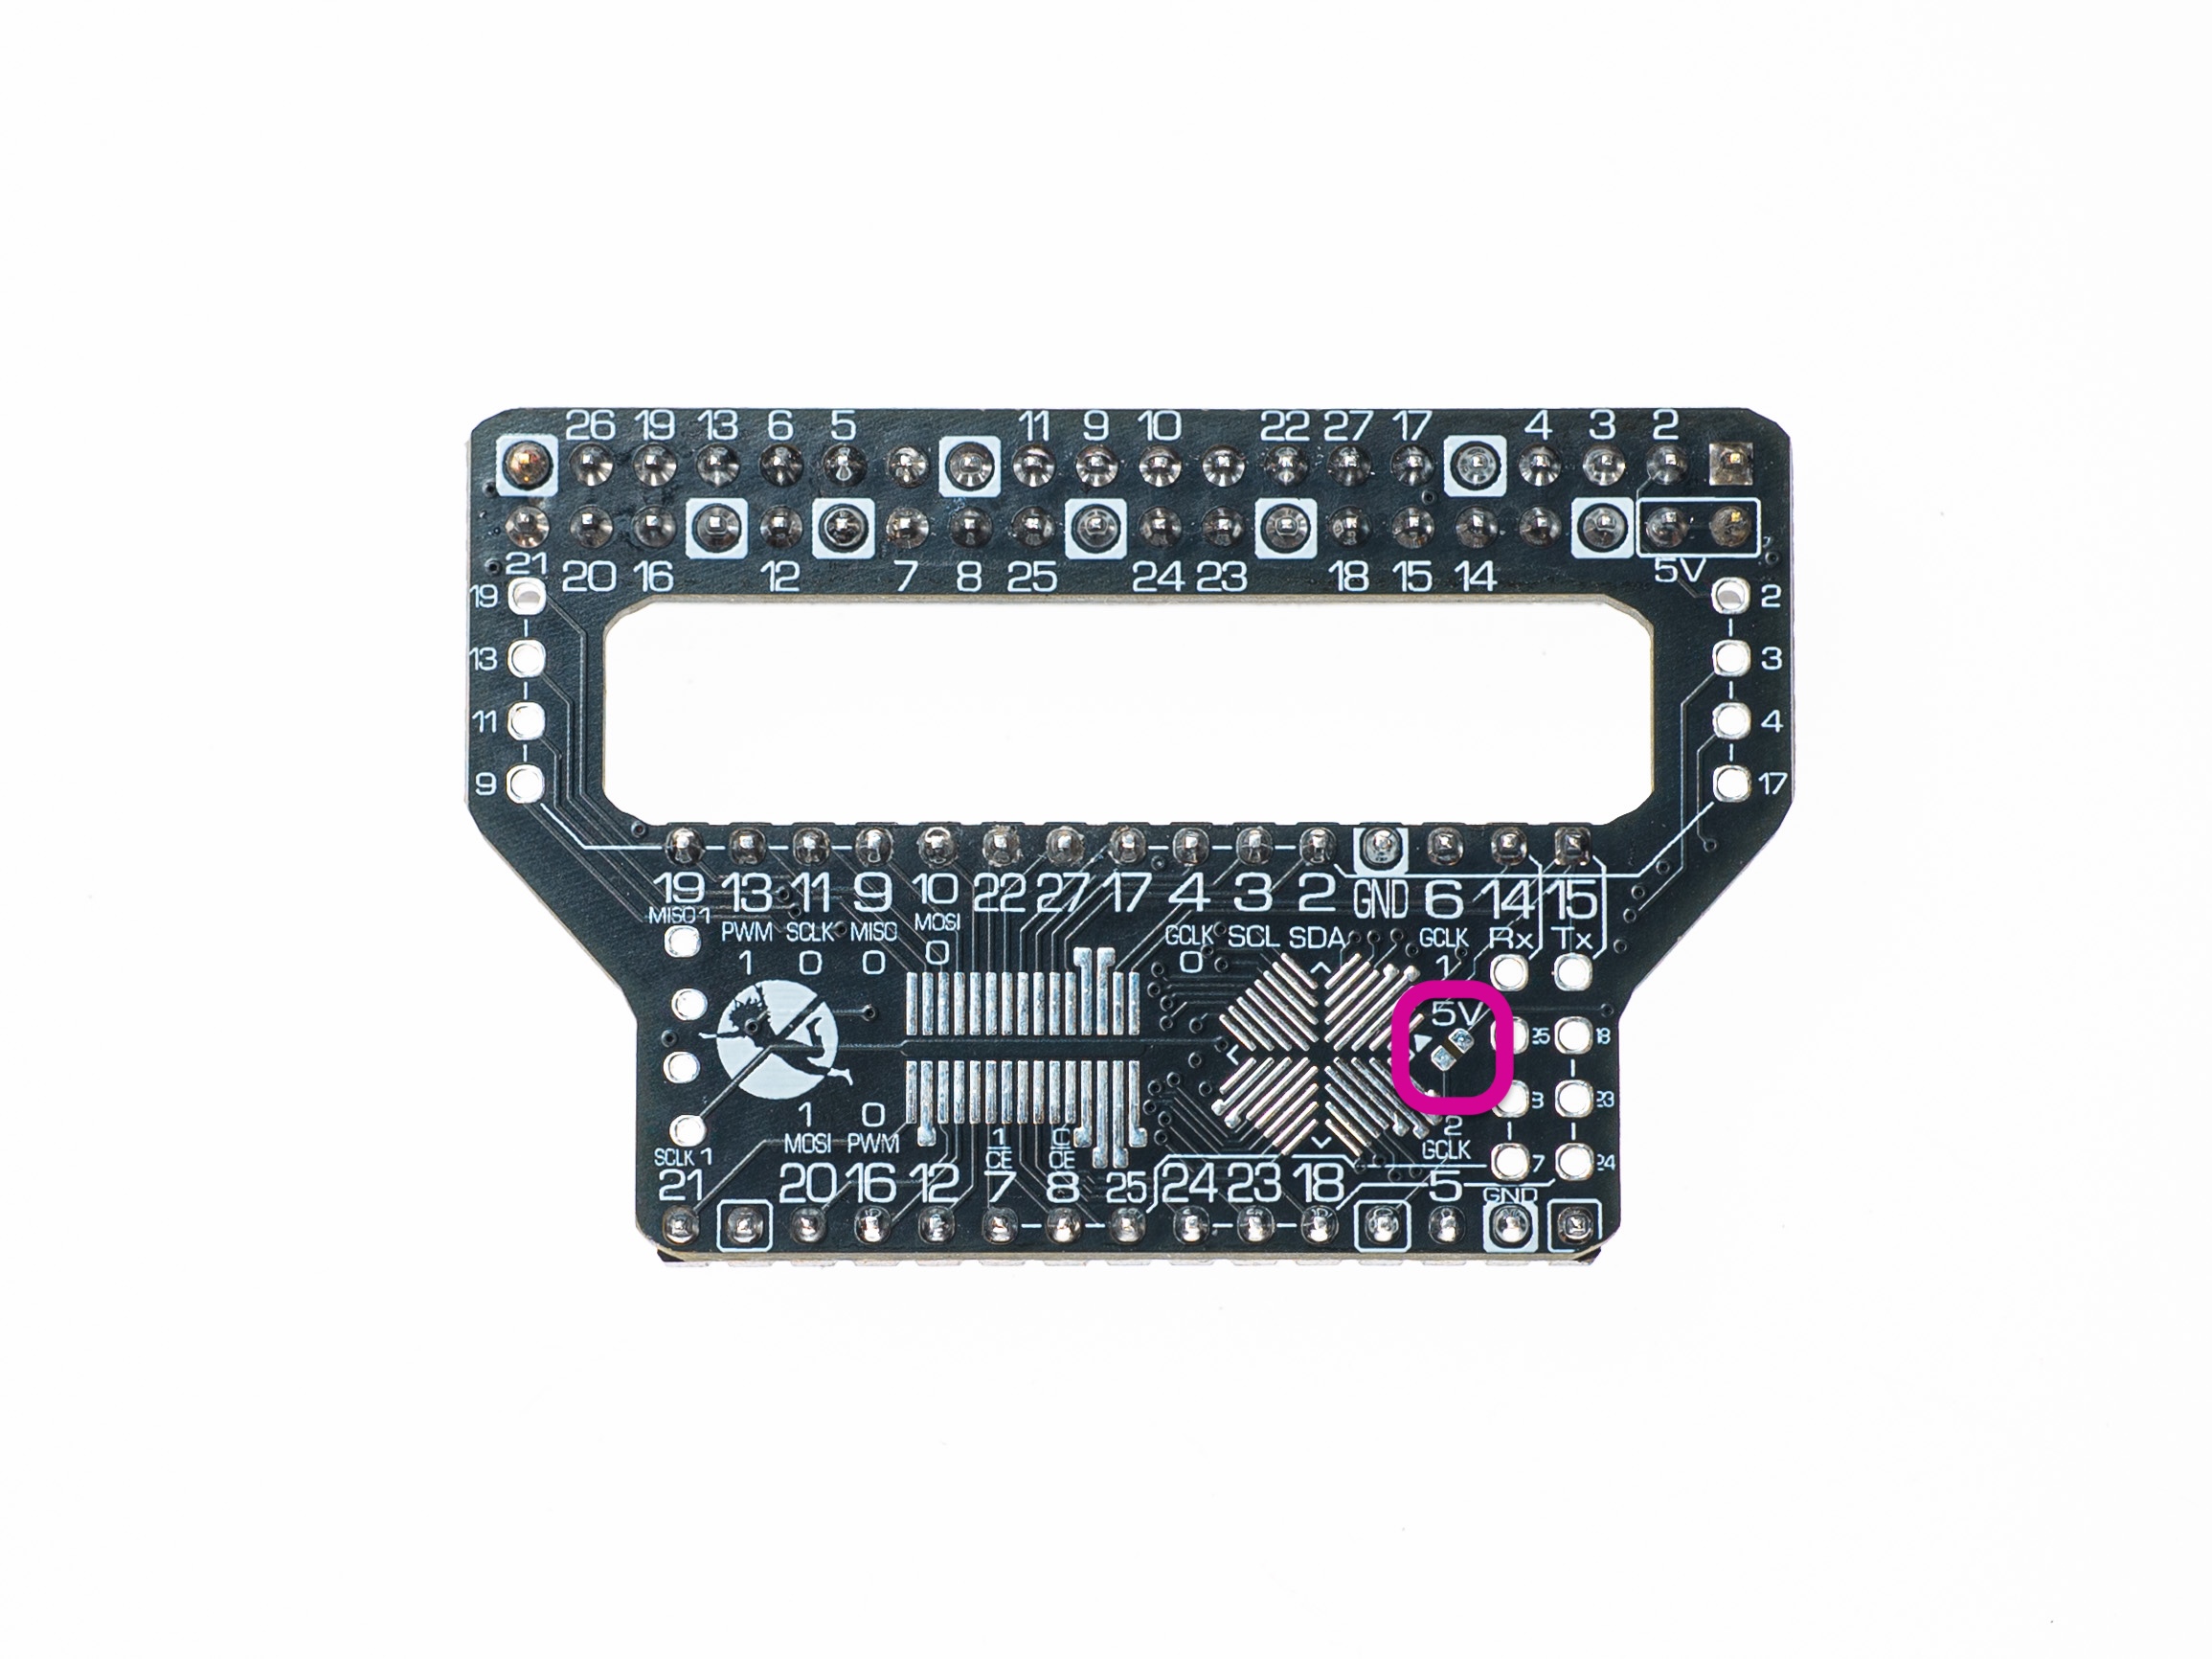 26 19 13 6 5 11 9 10 22 27 17 4 3 2
5V
21 20 16 12 7 8 25 24 23 18 15 14
19 2
13 3
11 4
9 17
19 13 11 9 10 22 27 17 4 3 2 GND 6 14 15
MISO 1 PWM SCLK MISO MOSI GCLK SCL SDA GCLK Rx Tx
1 0 0 0 0 1
5V
25 18
23
1 0 2
MOSI PWM 1 CE CE GCLK
SCLK 1 7 24
21 20 16 12 7 8 25 24 23 18 5 GND